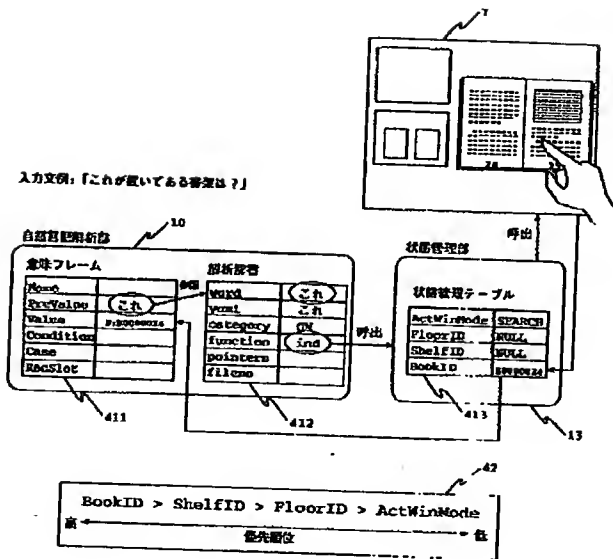 7
入力文例:「これが置いてある書架は?」
10
自然言語解析部
意味フレーム
解析辞書
参照
Name
PreValue これ
Value
Condition
Case
RecSlot
word これ
yomi これ
category GN
function ind
pointers
fileno
411
412
呼出
呼出
状態管理部
状態管理テーブル
ActWinMode SEARCH
FloorID NULL
ShelfID NULL
BookID
413
13
42
BookID > ShelfID > FloorID > ActWinMode
高
優先順位
低